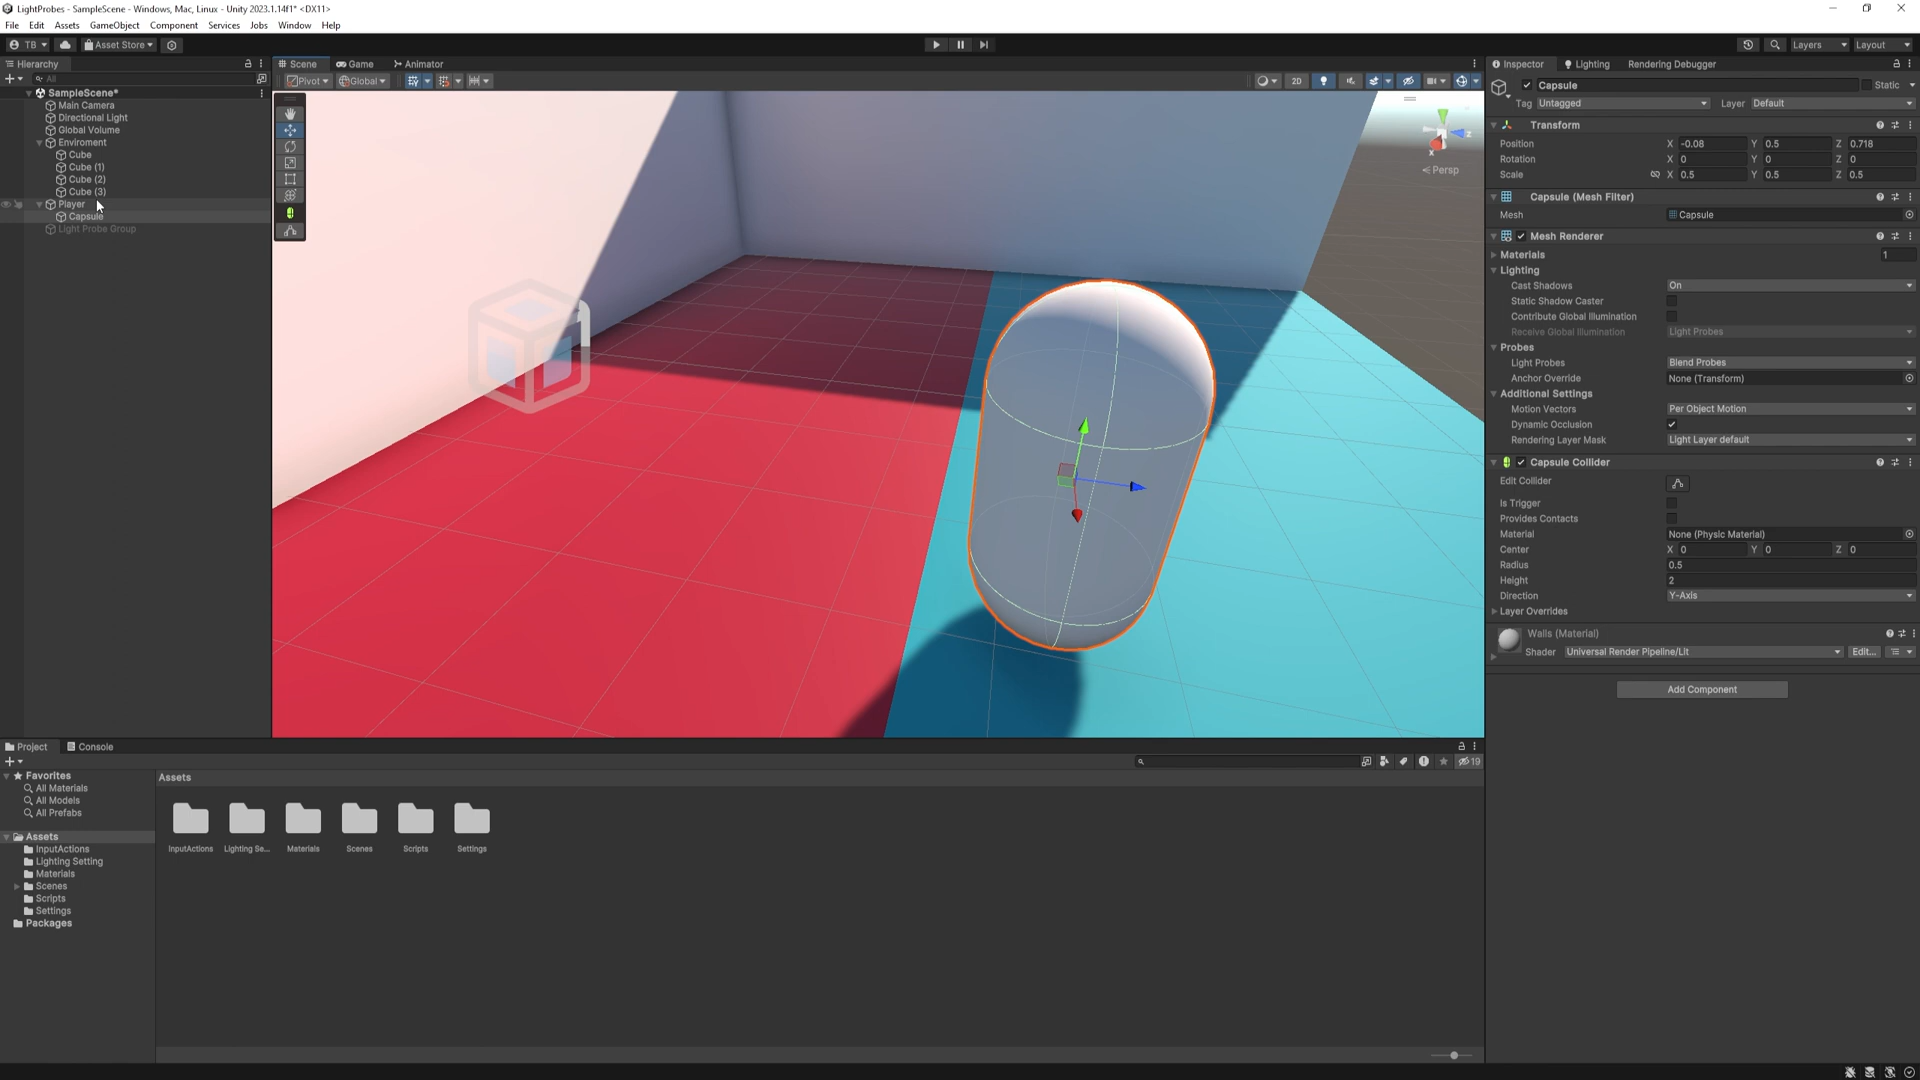 LightProbes - SampleScene - Windows, Mac, Linux - Unity 2023.1.14f1* <DX11>
File Edit Assets GameObject Component Services Jobs Window Help
TB Asset Store Layers Layout
Hierarchy
All
SampleScene*
Main Camera
Directional Light
Global Volume
Enviroment
Cube
Cube (1)
Cube (2)
Cube (3)
Player
Capsule
Light Probe Group
Scene Game Animator
Pivot Global 2D
z
x
Persp
Inspector Lighting Rendering Debugger
Capsule Static
Tag Untagged Layer Default
Transform
Position X -0.08 Y 0.5 Z 0.718
Rotation X 0 Y 0 Z 0
Scale X 0.5 Y 0.5 Z 0.5
Capsule (Mesh Filter)
Mesh Capsule
Mesh Renderer
Materials 1
Lighting
Cast Shadows On
Static Shadow Caster
Contribute Global Illumination
Receive Global Illumination Light Probes
Probes
Light Probes Blend Probes
Anchor Override None (Transform)
Additional Settings
Motion Vectors Per Object Motion
Dynamic Occlusion
Rendering Layer Mask Light Layer default
Capsule Collider
Edit Collider
Is Trigger
Provides Contacts
Material None (Physic Material)
Center X 0 Y 0 Z 0
Radius 0.5
Height 2
Direction Y-Axis
Layer Overrides
Walls (Material)
Shader Universal Render Pipeline/Lit Edit...
Add Component
Project Console
19
Favorites
All Materials
All Models
All Prefabs
Assets
InputActions
Lighting Setting
Materials
Scenes
Scripts
Settings
Packages
Assets
InputActions Lighting Se... Materials Scenes Scripts Settings